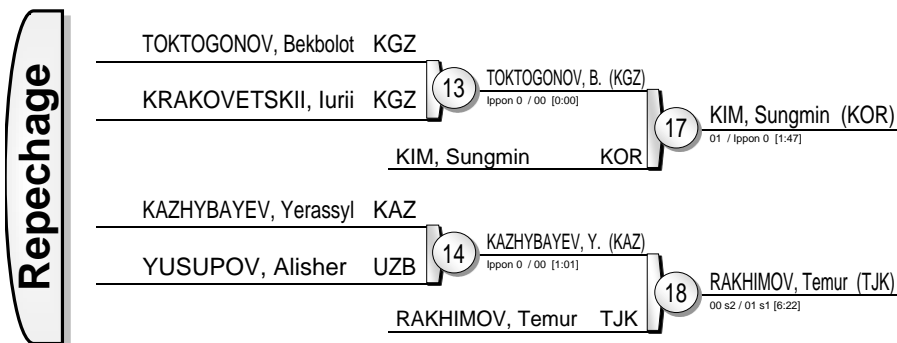 Repechage
TOKTOGONOV, Bekbolot KGZ
KRAKOVETSKII, Iurii KGZ
13
TOKTOGONOV, B. (KGZ)
Ippon 0 / 00 [0:00]
KIM, Sungmin KOR
17
KIM, Sungmin (KOR)
01 / Ippon 0 [1:47]
KAZHYBAYEV, Yerassyl KAZ
YUSUPOV, Alisher UZB
14
KAZHYBAYEV, Y. (KAZ)
Ippon 0 / 00 [1:01]
RAKHIMOV, Temur TJK
18
RAKHIMOV, Temur (TJK)
00 s2 / 01 s1 [6:22]